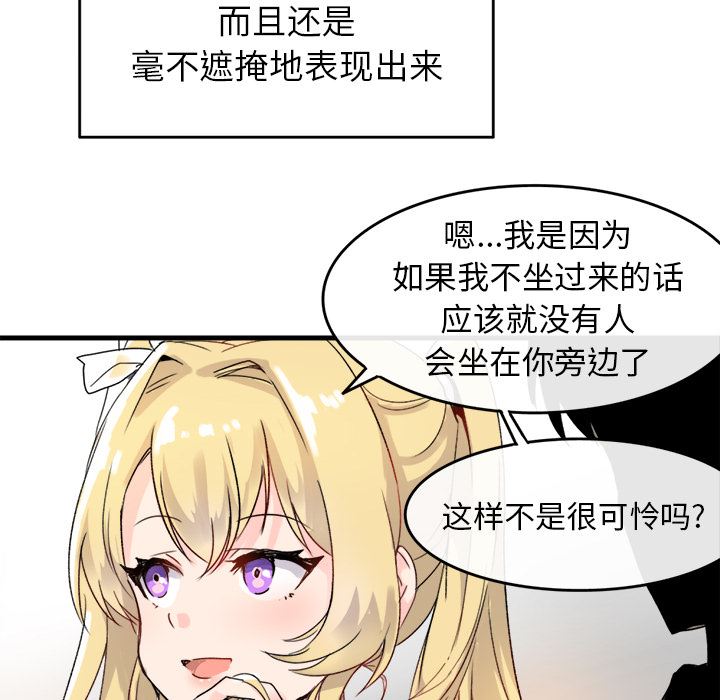 而且还是
毫不遮掩地表现出来
嗯...我是因为
如果我不坐过来的话
应该就没有人
会坐在你旁边了
这样不是很可怜吗?